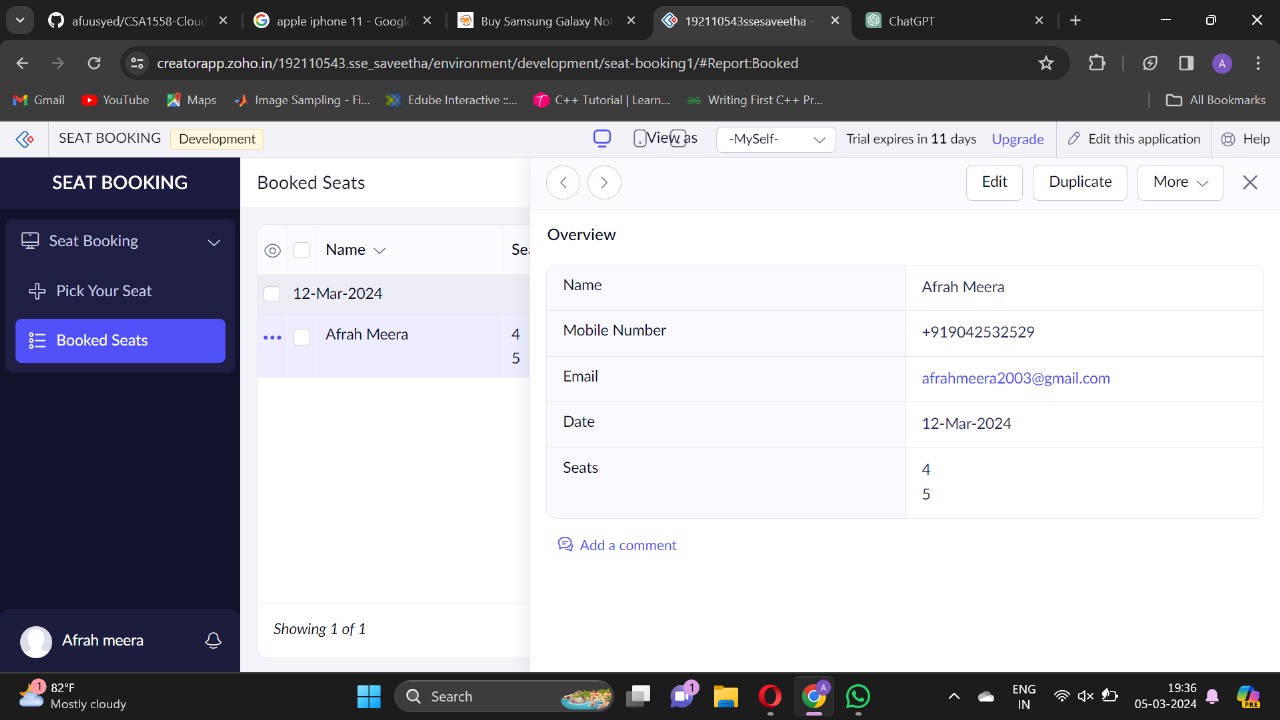 afuusyed/CSA1558-Cloud
apple iphone 11 - Google
Buy Samsung Galaxy Not
192110543ssesaveetha -
ChatGPT
creatorapp.zoho.in/192110543.sse_saveetha/environment/development/seat-booking1/#Report:Booked
A
Gmail
YouTube
Maps
Image Sampling - Fi...
Edube Interactive ::...
C++ Tutorial | Learn...
Writing First C++ Pr...
All Bookmarks
SEAT BOOKING
Development
View as
-MySelf-
Trial expires in 11 days
Upgrade
Edit this application
Help
SEAT BOOKING
Seat Booking
Pick Your Seat
Booked Seats
Afrah meera
Booked Seats
Name
Sea
12-Mar-2024
Afrah Meera
4
5
Showing 1 of 1
Edit
Duplicate
More
Overview
Name
Afrah Meera
Mobile Number
+919042532529
Email
afrahmeera2003@gmail.com
Date
12-Mar-2024
Seats
4
5
Add a comment
1
82°F
Mostly cloudy
Search
1
A
ENG
IN
19:36
05-03-2024
PRE